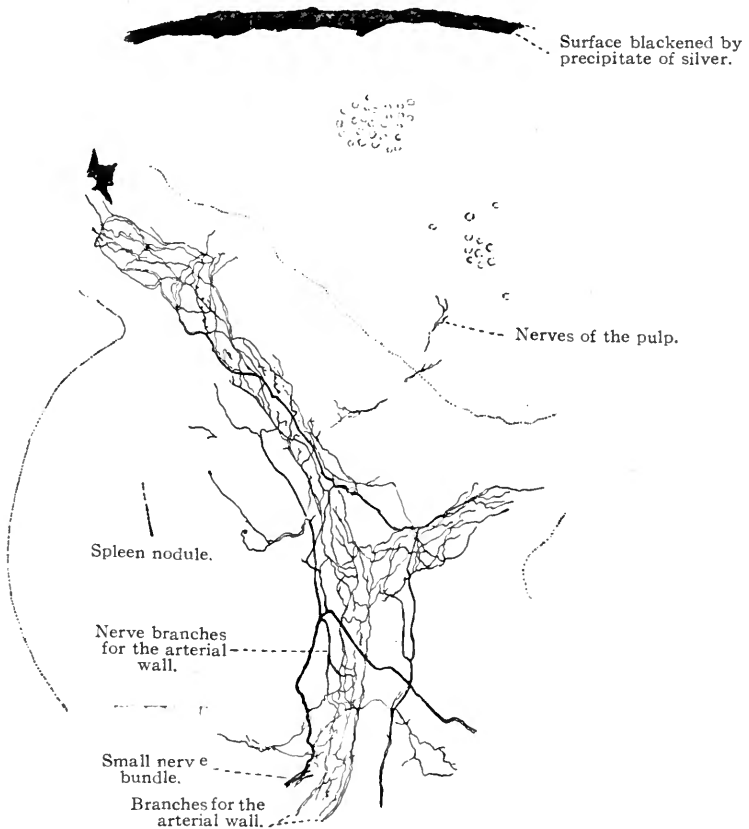 Surface blackened by
precipitate of silver.
Nerves of the pulp.
Spleen nodule.
Nerve branches
for the arterial
wall.
Small nerve
bundle.
Branches for the
arterial wall.